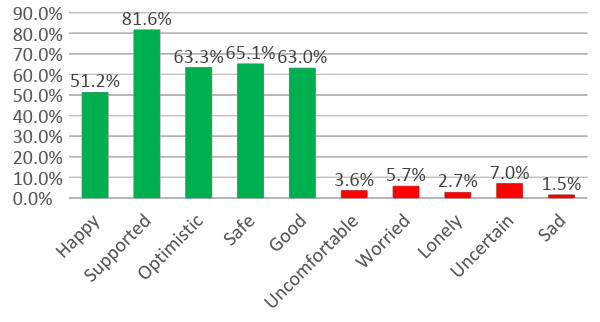 90.0%
80.0%
70.0%
60.0%
50.0%
40.0%
30.0%
20.0%
10.0%
0.0%
51.2%
81.6%
63.3%
65.1%
63.0%
3.6%
5.7%
2.7%
7.0%
1.5%
Happy
Supported
Optimistic
Safe
Good
Uncomfortable
Worried
Lonely
Uncertain
Sad